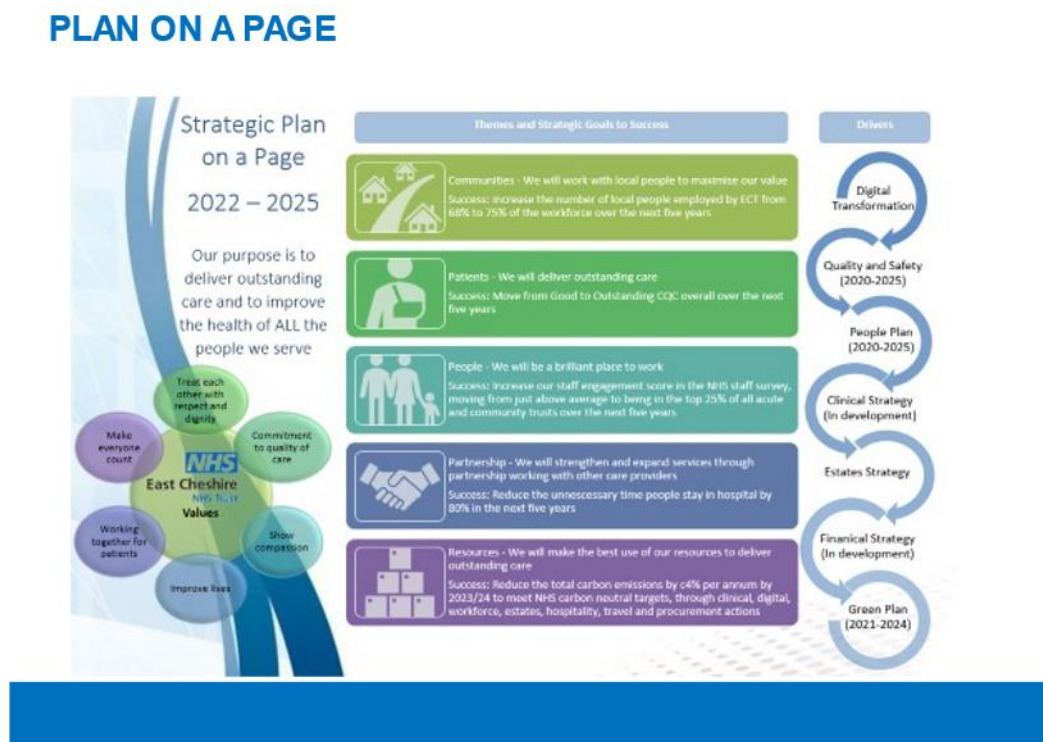 PLAN ON A PAGE
Strategic Plan
on a Page
2022 – 2025
Our purpose is to
deliver outstanding
care and to improve
the health of ALL the
people we serve
Treat each
other with
respect and
dignity
Make
everyone
count
Commitment
to quality of
care
NHS
East Cheshire
NHS Trust
Values
Working
together for
patients
Show
compassion
Improve lives
Themes and Strategic Goals to Success
Communities - We will work with local people to maximise our value
Success: Increase the number of local people employed by ECT from
68% to 75% of the workforce over the next five years
Patients - We will deliver outstanding care
Success: Move from Good to Outstanding CQC overall over the next
five years
People - We will be a brilliant place to work
Success: Increase our staff engagement score in the NHS staff survey,
moving from just above average to being in the top 25% of all acute
and community trusts over the next five years
Partnership - We will strengthen and expand services through
partnership working with other care providers
Success: Reduce the unnecessary time people stay in hospital by
80% in the next five years
Resources - We will make the best use of our resources to deliver
outstanding care
Success: Reduce the total carbon emissions by c4% per annum by
2023/24 to meet NHS carbon neutral targets, through clinical, digital,
workforce, estates, hospitality, travel and procurement actions
Drivers
Digital
Transformation
Quality and Safety
(2020-2025)
People Plan
(2020-2025)
Clinical Strategy
(In development)
Estates Strategy
Finanical Strategy
(In development)
Green Plan
(2021-2024)